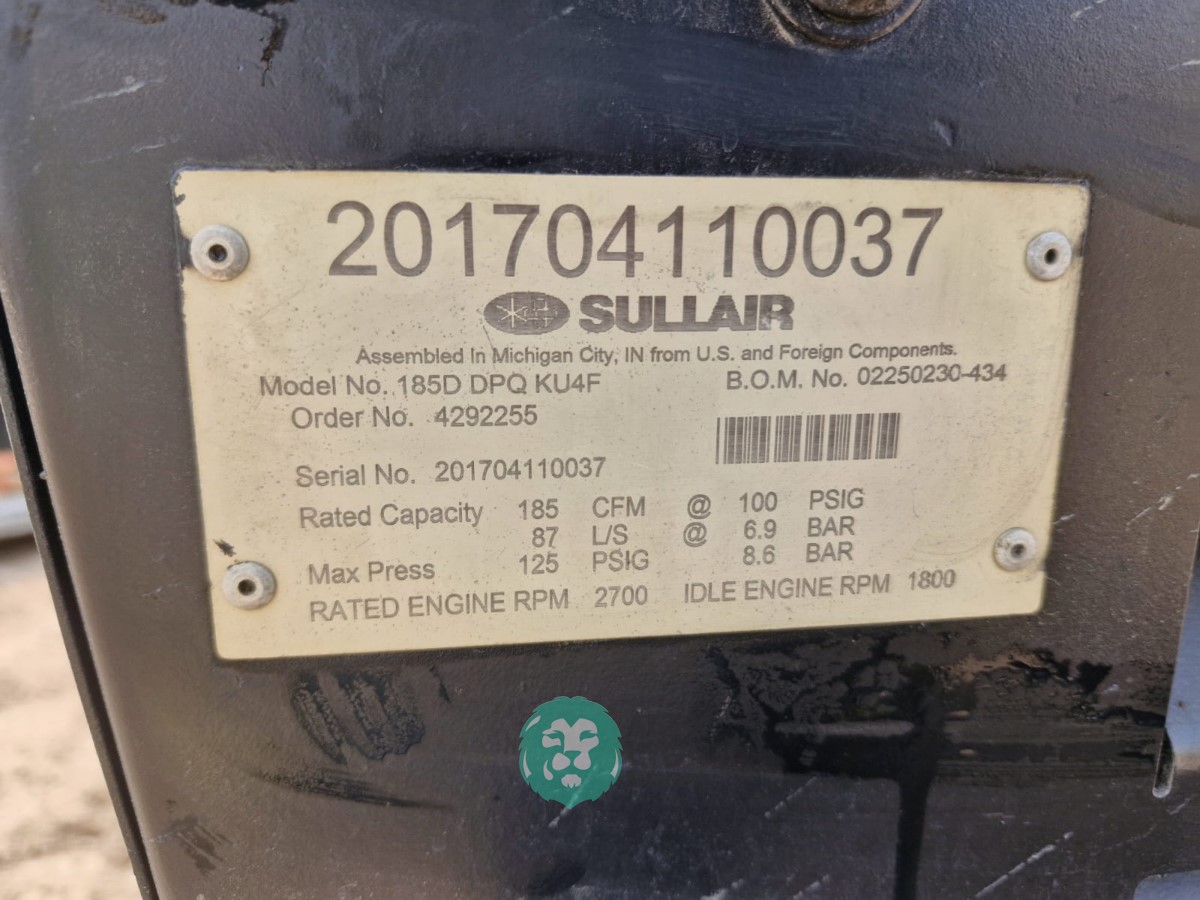 201704110037
SULLAIR
Assembled In Michigan City, IN from U.S. and Foreign Components.
Model No. 185D DPQ KU4F B.O.M. No. 02250230-434
Order No. 4292255
Serial No. 201704110037
Rated Capacity 185 CFM @ 100 PSIG
87 L/S @ 6.9 BAR
Max Press 125 PSIG 8.6 BAR
RATED ENGINE RPM 2700 IDLE ENGINE RPM 1800